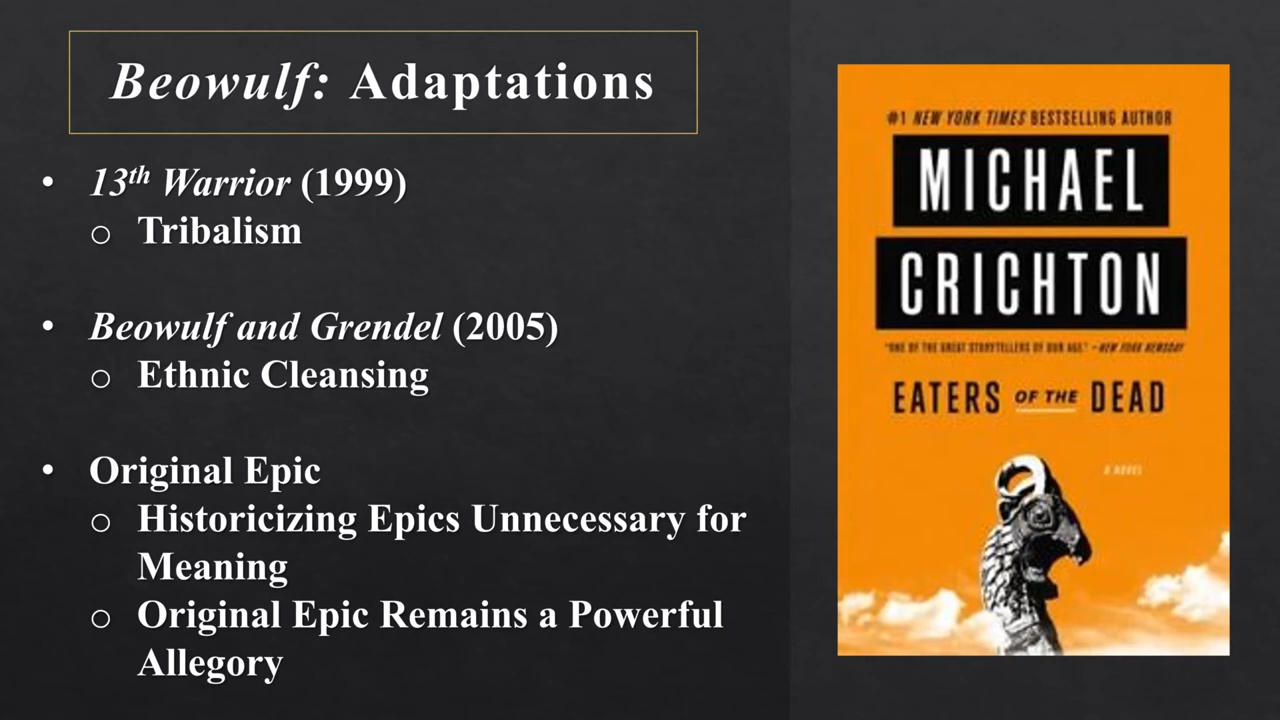 Beowulf: Adaptations
• 13th Warrior (1999)
o Tribalism
• Beowulf and Grendel (2005)
o Ethnic Cleansing
• Original Epic
o Historicizing Epics Unnecessary for
Meaning
o Original Epic Remains a Powerful
Allegory
#1 NEW YORK TIMES BESTSELLING AUTHOR
MICHAEL
CRICHTON
"ONE OF THE GREAT STORYTELLERS OF OUR AGE." —NEW YORK NEWSDAY
EATERS OF THE DEAD
A NOVEL